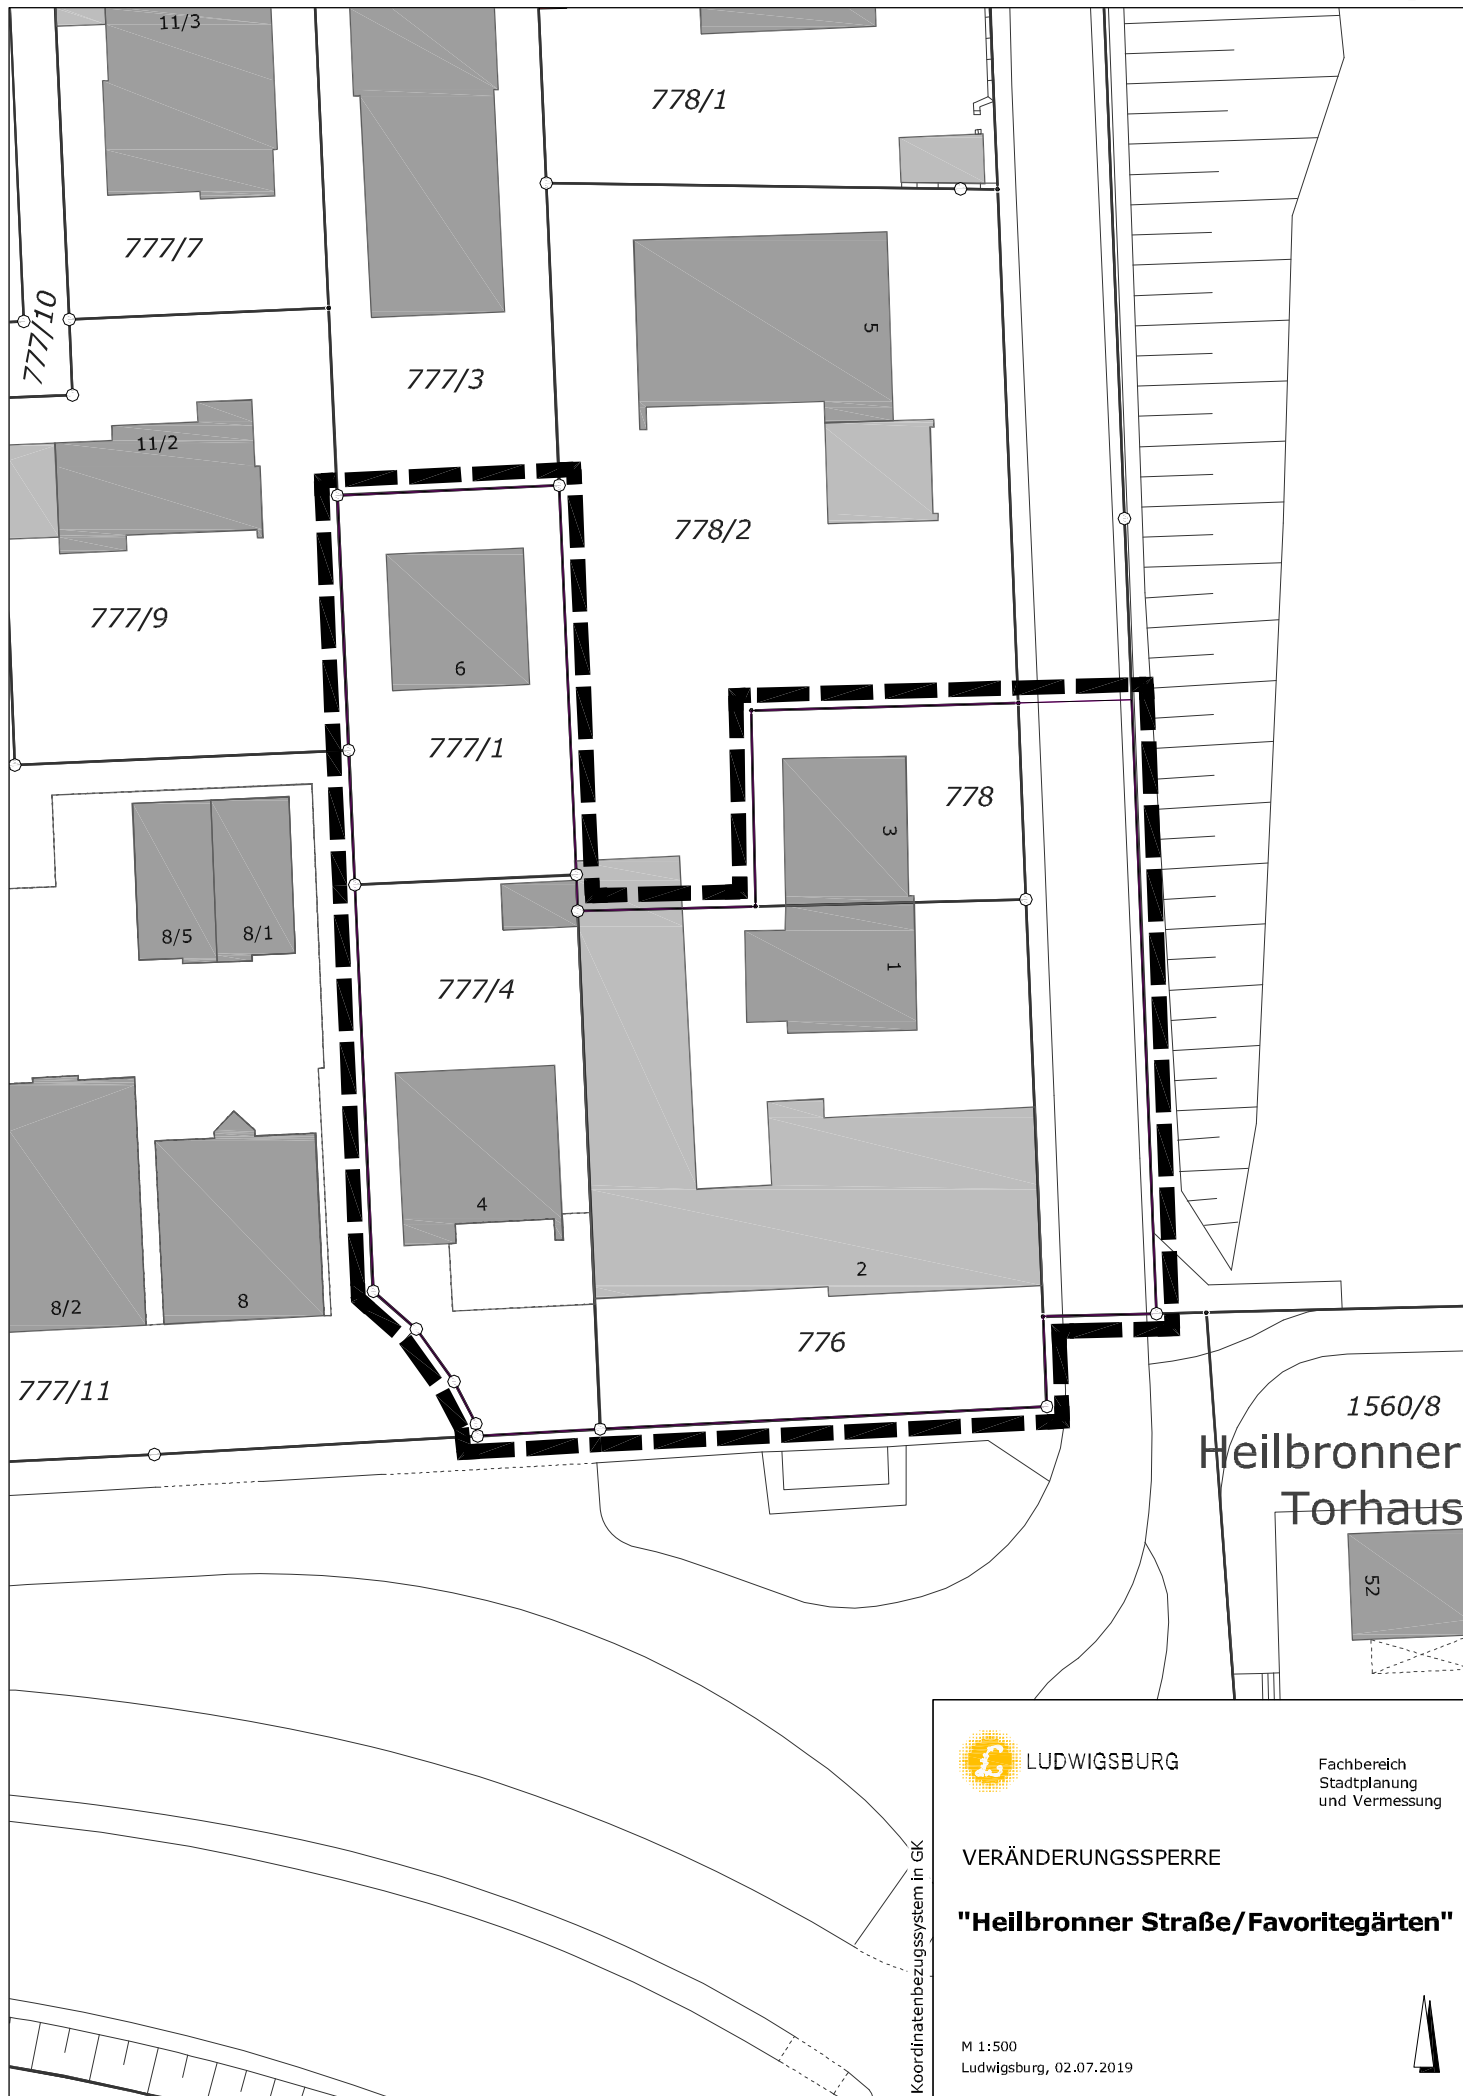 11/3
778/1
777/7
777/10
5
777/3
11/2
778/2
777/9
6
777/1
778
3
8/5
8/1
1
777/4
4
2
8/2
8
776
777/11
1560/8
Heilbronner
Torhaus
52
LUDWIGSBURG
Fachbereich
Stadtplanung
und Vermessung
VERÄNDERUNGSSPERRE
"Heilbronner Straße/Favoritegärten"
Koordinatenbezugssystem in GK
M 1:500
Ludwigsburg, 02.07.2019